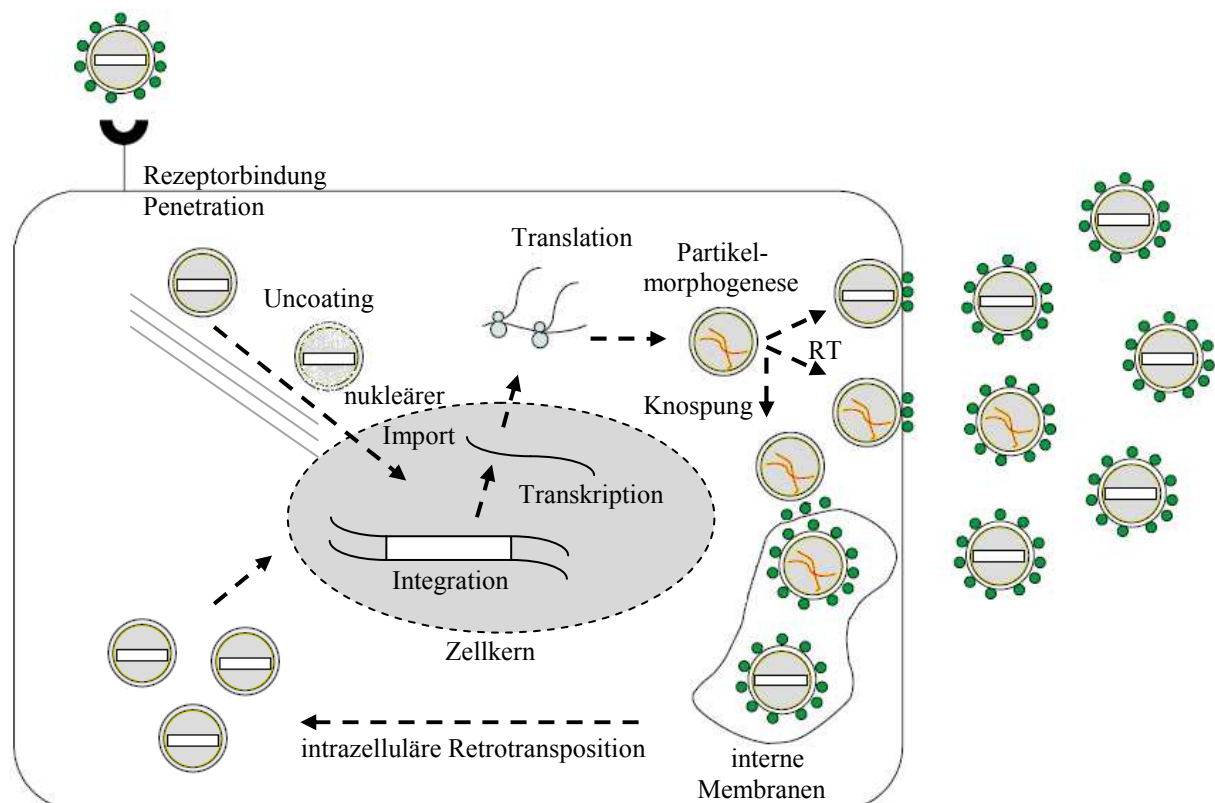 Rezeptorbindung
Penetration
Translation
Partikel-
morphogenese
Uncoating
RT
nukleärer
Import
Knospung
Transkription
Integration
Zellkern
intrazelluläre Retrotransposition
interne
Membranen